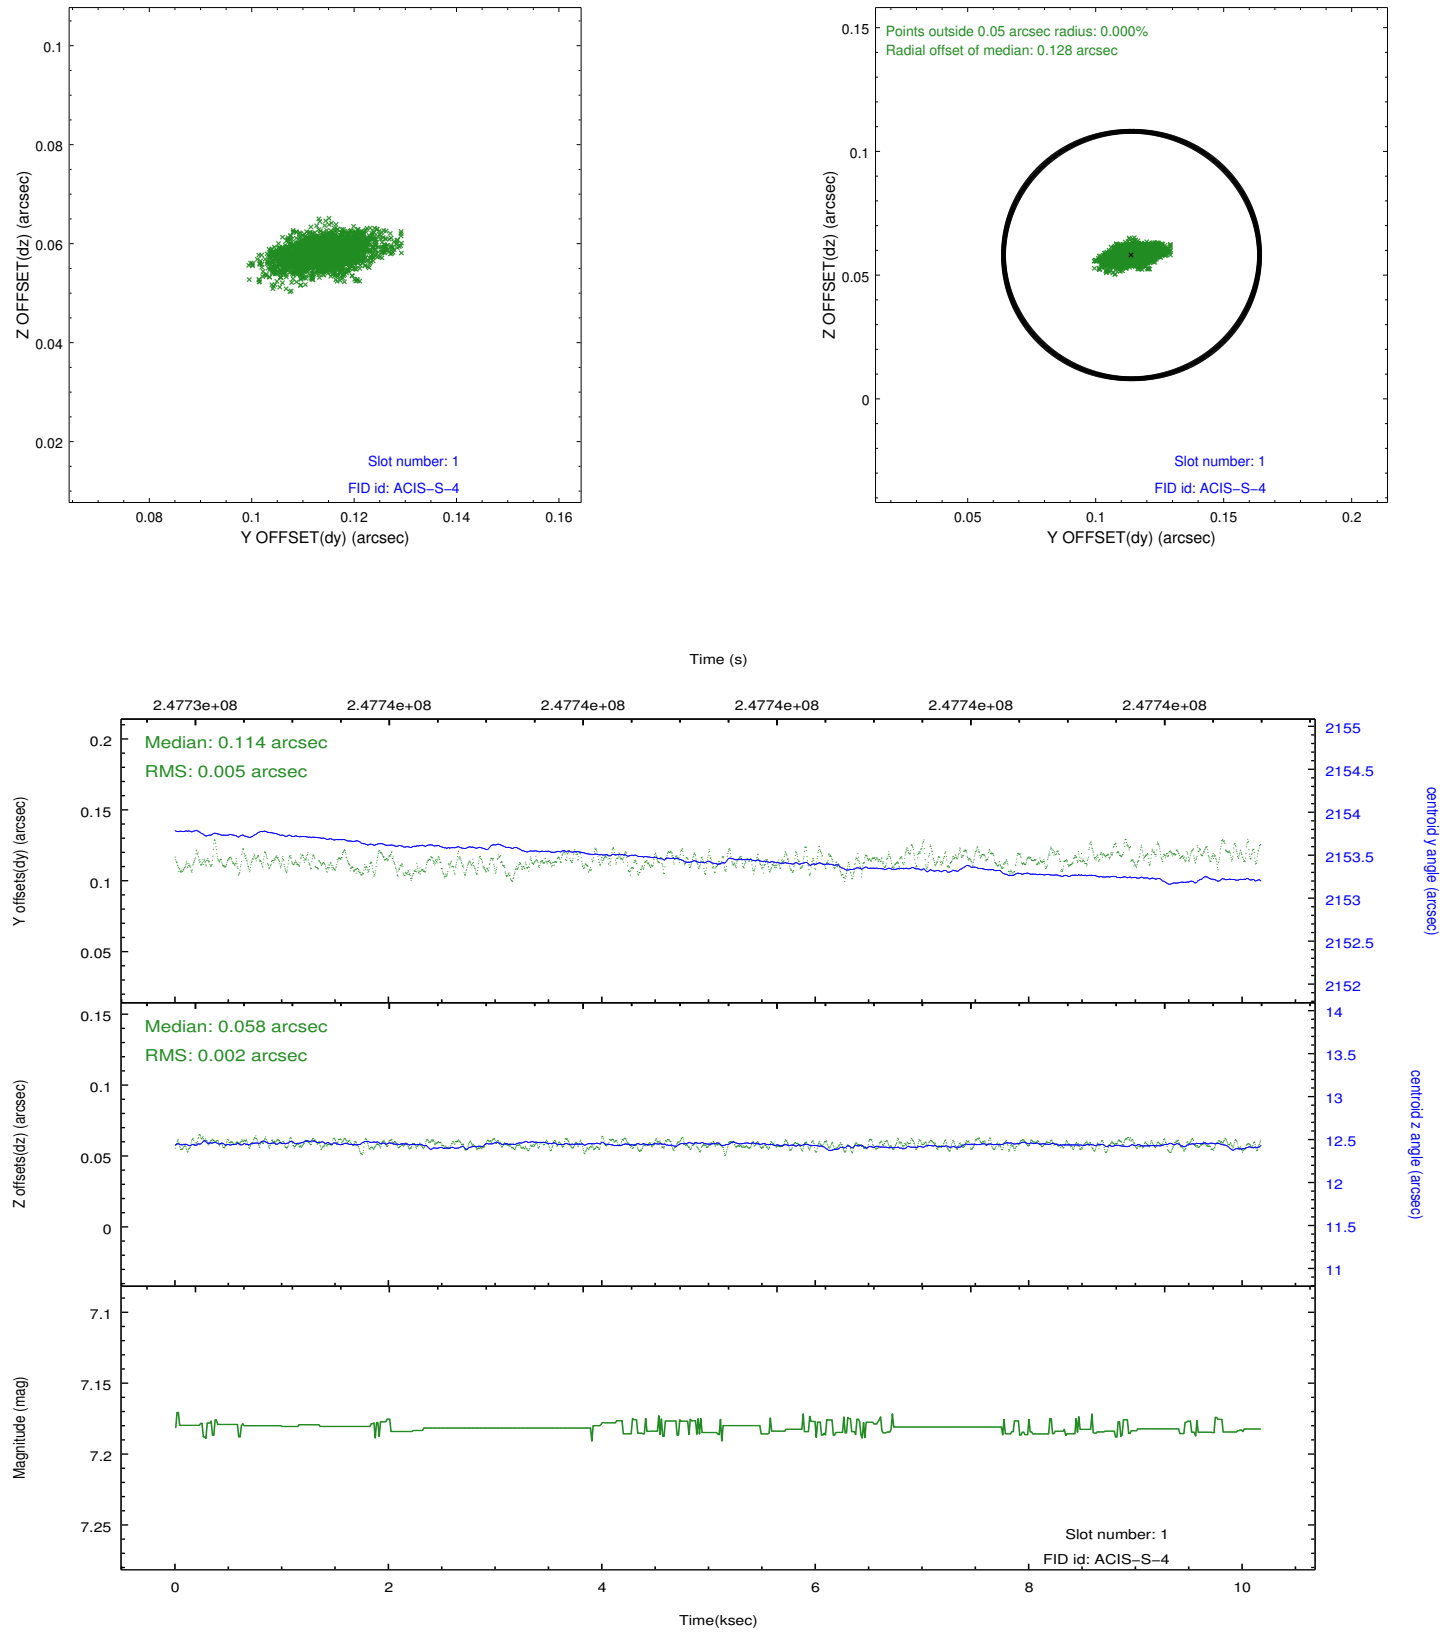 0.1
0.08
0.06
0.04
0.02
Z OFFSET(dz) (arcsec)
Slot number: 1
FID id: ACIS−S−4
0.08 0.1 0.12 0.14 0.16
Y OFFSET(dy) (arcsec)
Points outside 0.05 arcsec radius: 0.000%
Radial offset of median: 0.128 arcsec
0.15
0.1
0.05
0
Z OFFSET(dz) (arcsec)
Slot number: 1
FID id: ACIS−S−4
0.05 0.1 0.15 0.2
Y OFFSET(dy) (arcsec)
Time (s)
2.4773e+08 2.4774e+08 2.4774e+08 2.4774e+08 2.4774e+08 2.4774e+08
Median: 0.114 arcsec
RMS: 0.005 arcsec
0.2
0.15
0.1
0.05
Y offsets(dy) (arcsec)
2155
2154.5
2154
2153.5
2153
2152.5
2152
centroid y angle (arcsec)
Median: 0.058 arcsec
RMS: 0.002 arcsec
0.15
0.1
0.05
0
Z offsets(dz) (arcsec)
14
13.5
13
12.5
12
11.5
11
centroid z angle (arcsec)
7.1
7.15
7.2
7.25
Magnitude (mag)
Slot number: 1
FID id: ACIS−S−4
0 2 4 6 8 10
Time(ksec)